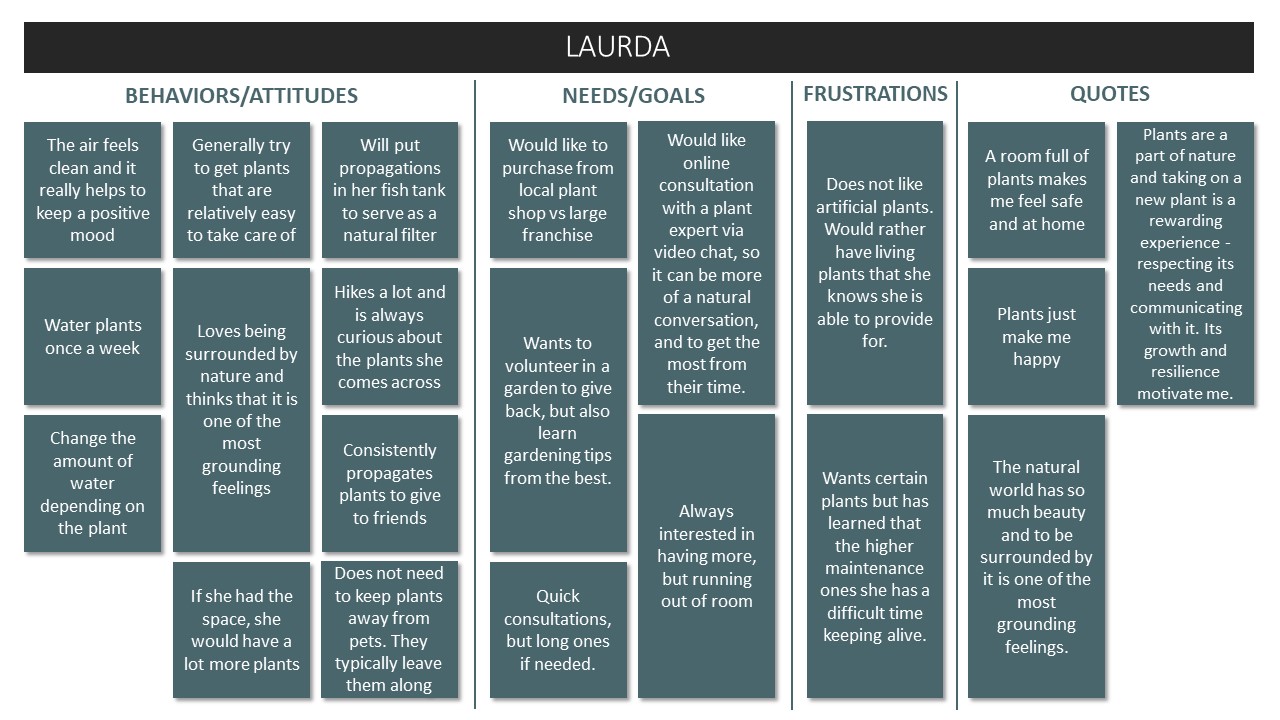 LAURDA
BEHAVIORS/ATTITUDES
The air feels
clean and it
really helps to
keep a positive
mood
Generally try
to get plants
that are
relatively easy
to take care of
Will put
propagations
in her fish tank
to serve as a
natural filter
Water plants
once a week
Loves being
surrounded by
nature and
thinks that it is
one of the
most
grounding
feelings
Hikes a lot and
is always
curious about
the plants she
comes across
Change the
amount of
water
depending on
the plant
Consistently
propagates
plants to give
to friends
If she had the
space, she
would have a
lot more plants
Does not need
to keep plants
away from
pets. They
typically leave
them along
NEEDS/GOALS
Would like to
purchase from
local plant
shop vs large
franchise
Would like
online
consultation
with a plant
expert via
video chat, so
it can be more
of a natural
conversation,
and to get the
most from
their time.
Wants to
volunteer in a
garden to give
back, but also
learn
gardening tips
from the best.
Always
interested in
having more,
but running
out of room
Quick
consultations,
but long ones
if needed.
FRUSTRATIONS
Does not like
artificial plants.
Would rather
have living
plants that she
knows she is
able to provide
for.
Wants certain
plants but has
learned that
the higher
maintenance
ones she has a
difficult time
keeping alive.
QUOTES
A room full of
plants makes
me feel safe
and at home
Plants are a
part of nature
and taking on a
new plant is a
rewarding
experience -
respecting its
needs and
communicating
with it. Its
growth and
resilience
motivate me.
Plants just
make me
happy
The natural
world has so
much beauty
and to be
surrounded by
it is one of the
most
grounding
feelings.